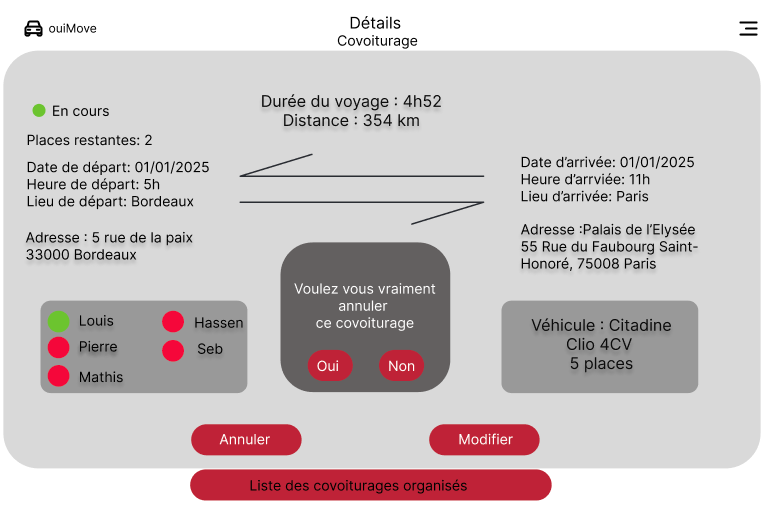 ouiMove
Détails
Covoiturage
En cours
Places restantes: 2
Date de départ: 01/01/2025
Heure de départ: 5h
Lieu de départ: Bordeaux
Adresse : 5 rue de la paix
33000 Bordeaux
Durée du voyage : 4h52
Distance : 354 km
Date d’arrivée: 01/01/2025
Heure d’arrviée: 11h
Lieu d’arrivée: Paris
Adresse :Palais de l’Elysée
55 Rue du Faubourg Saint-
Honoré, 75008 Paris
Louis
Pierre
Mathis
Hassen
Seb
Voulez vous vraiment
annuler
ce covoiturage
Oui
Non
Véhicule : Citadine
Clio 4CV
5 places
Annuler
Modifier
Liste des covoiturages organisés